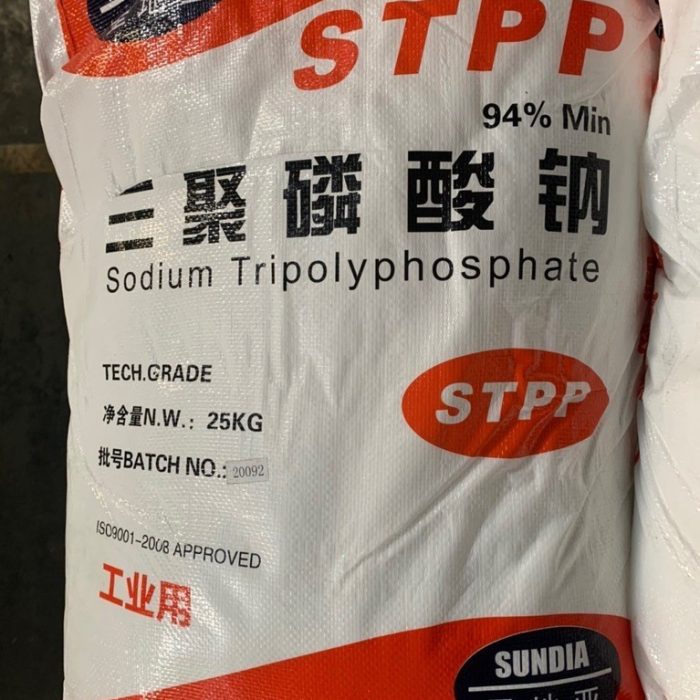 STPP
94% Min
三聚磷酸钠
Sodium Tripolyphosphate
TECH.GRADE
净含量N.W.: 25KG
批号BATCH NO.: 20092
STPP
ISO9001-2008 APPROVED
工业用
SUNDIA